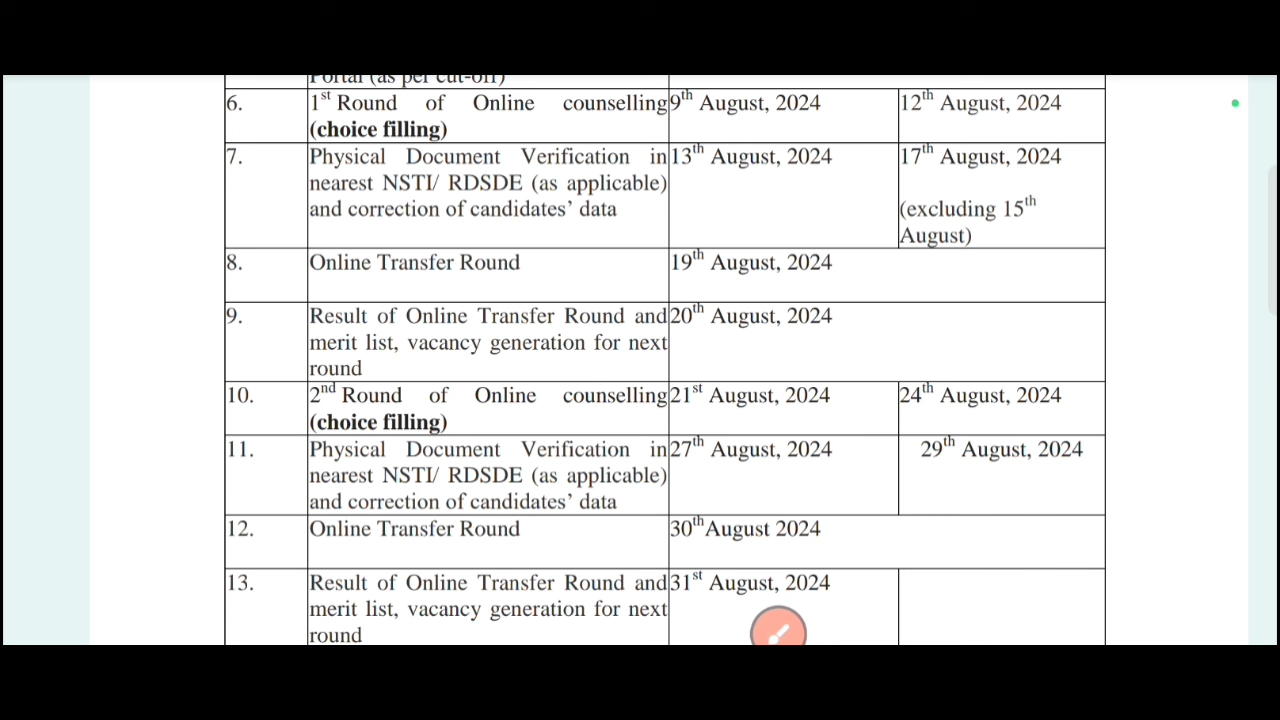 Portal (as per cut-off)
6. 1st Round of Online counselling 9th August, 2024 12th August, 2024
(choice filling)
7. Physical Document Verification in 13th August, 2024 17th August, 2024
nearest NSTI/ RDSDE (as applicable)
and correction of candidates’ data (excluding 15th
August)
8. Online Transfer Round 19th August, 2024
9. Result of Online Transfer Round and 20th August, 2024
merit list, vacancy generation for next
round
10. 2nd Round of Online counselling 21st August, 2024 24th August, 2024
(choice filling)
11. Physical Document Verification in 27th August, 2024 29th August, 2024
nearest NSTI/ RDSDE (as applicable)
and correction of candidates’ data
12. Online Transfer Round 30thAugust 2024
13. Result of Online Transfer Round and 31st August, 2024
merit list, vacancy generation for next
round